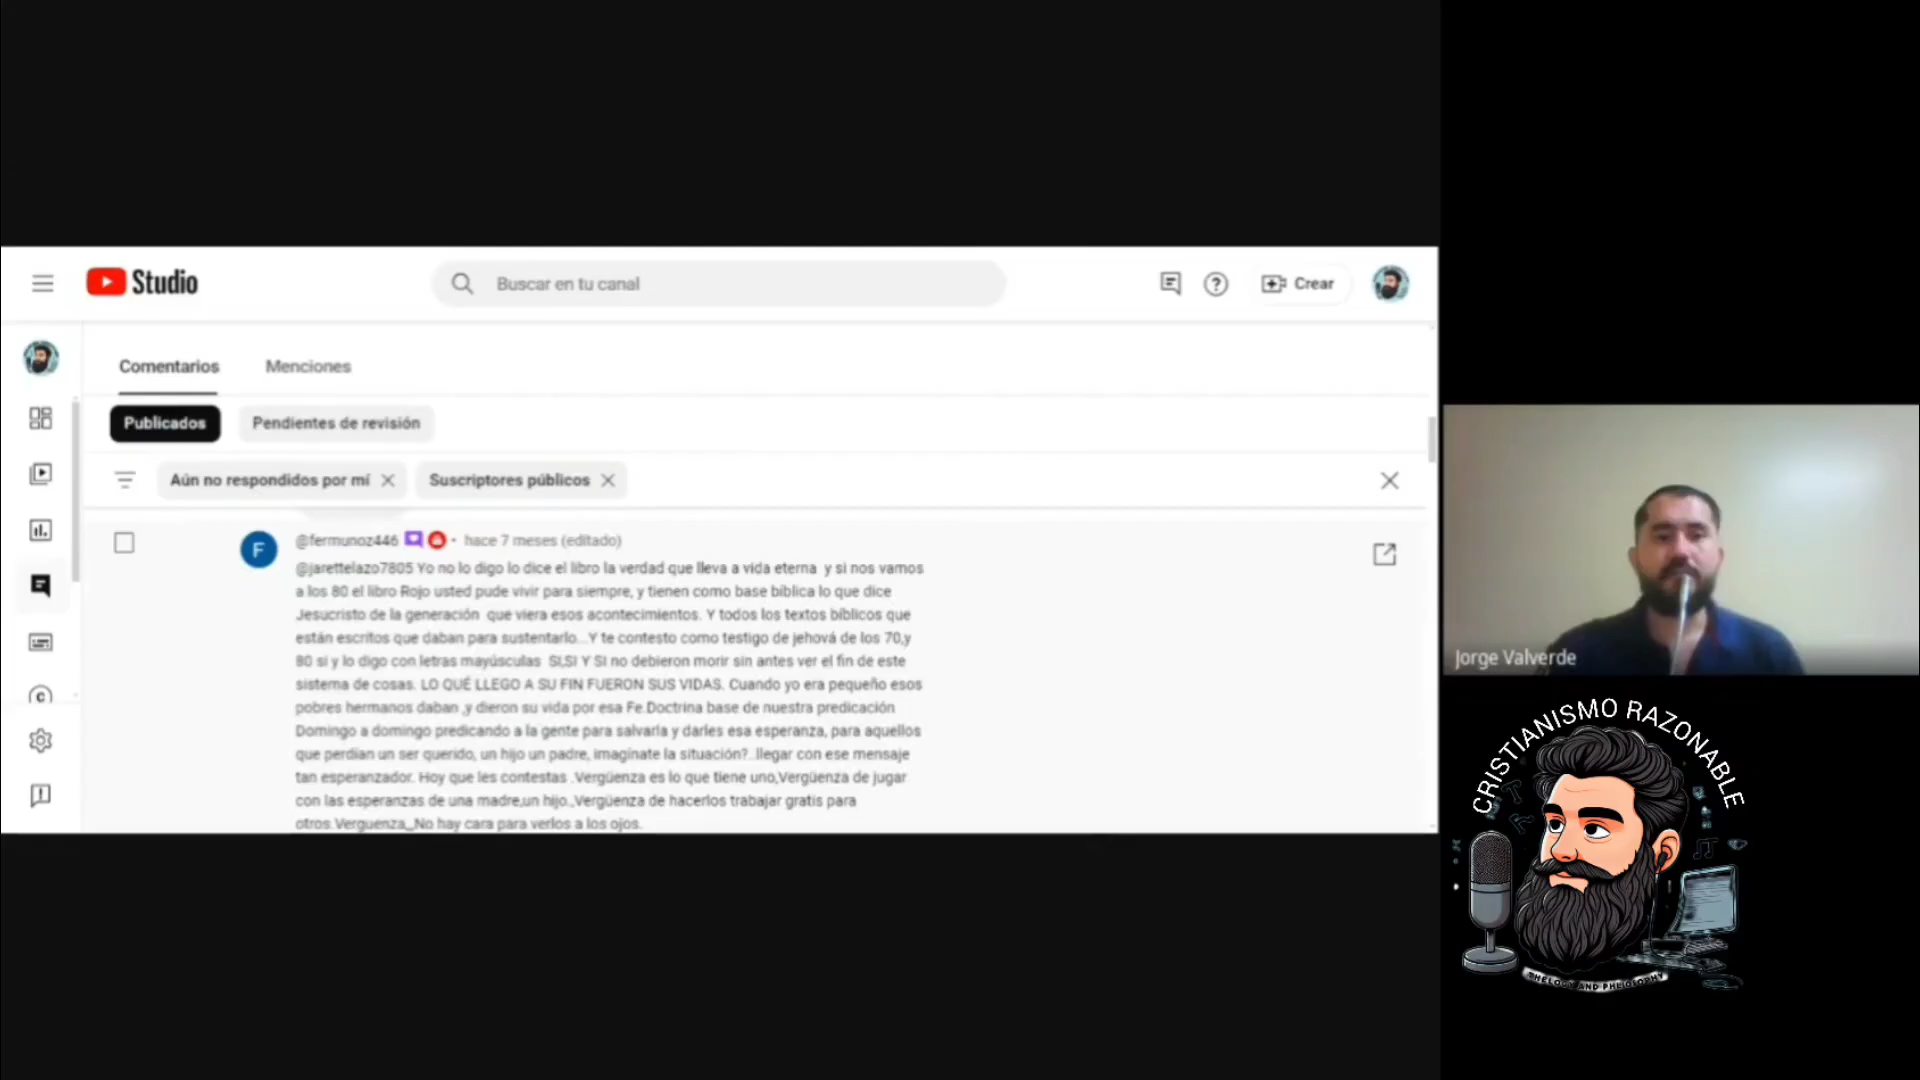 Studio
Buscar en tu canal
Crear
Comentarios
Menciones
Publicados
Pendientes de revisión
Aún no respondidos por mí
Suscriptores públicos
F
@fermunoz446 · hace 7 meses (editado)
@jarettelazo7805 Yo no lo digo lo dice el libro la verdad que lleva a vida eterna y si nos vamos
a los 80 el libro Rojo usted pude vivir para siempre, y tienen como base bíblica lo que dice
Jesucristo de la generación que viera esos acontecimientos. Y todos los textos bíblicos que
están escritos que daban para sustentarlo...Y te contesto como testigo de jehová de los 70,y
80 si y lo digo con letras mayúsculas SI,SI Y SI no debieron morir sin antes ver el fin de este
sistema de cosas. LO QUÉ LLEGO A SU FIN FUERON SUS VIDAS. Cuando yo era pequeño esos
pobres hermanos daban ,y dieron su vida por esa Fe.Doctrina base de nuestra predicación
Domingo a domingo predicando a la gente para salvarla y darles esa esperanza, para aquellos
que perdían un ser querido, un hijo un padre, imagínate la situación?..llegar con ese mensaje
tan esperanzador. Hoy que les contestas .Vergüenza es lo que tiene uno,Vergüenza de jugar
con las esperanzas de una madre,un hijo.,Vergüenza de hacerlos trabajar gratis para
otros.Verguenza,,,No hay cara para verlos a los ojos.
Jorge Valverde
CRISTIANISMO RAZONABLE
AND